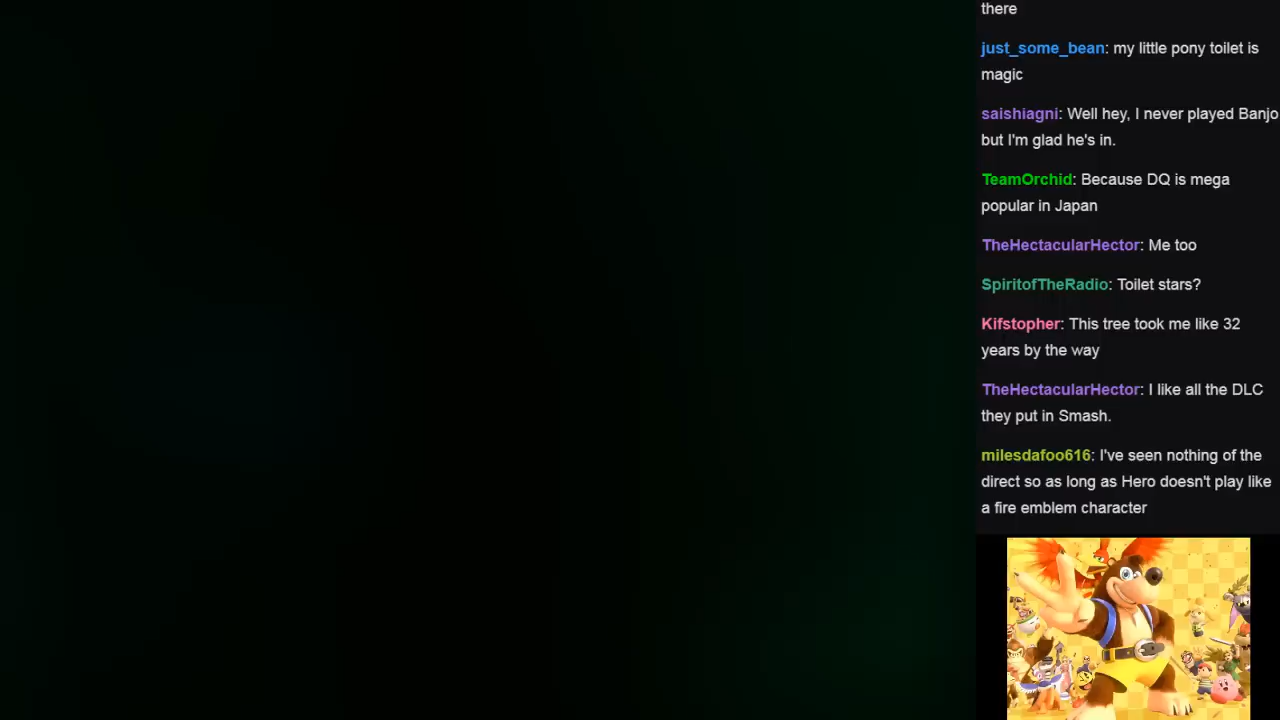 there
just_some_bean: my little pony toilet is
magic
saishiagni: Well hey, I never played Banjo
but I'm glad he's in.
TeamOrchid: Because DQ is mega
popular in Japan
TheHectacularHector: Me too
SpiritofTheRadio: Toilet stars?
Kifstopher: This tree took me like 32
years by the way
TheHectacularHector: I like all the DLC
they put in Smash.
milesdafoo616: I've seen nothing of the
direct so as long as Hero doesn't play like
a fire emblem character